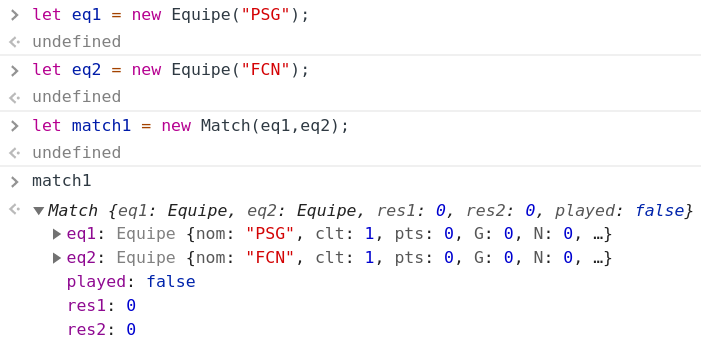 let eq1 = new Equipe("PSG");
undefined
let eq2 = new Equipe("FCN");
undefined
let match1 = new Match(eq1,eq2);
undefined
match1
Match {eq1: Equipe, eq2: Equipe, res1: 0, res2: 0, played: false}
eq1: Equipe {nom: "PSG", clt: 1, pts: 0, G: 0, N: 0, …}
eq2: Equipe {nom: "FCN", clt: 1, pts: 0, G: 0, N: 0, …}
played: false
res1: 0
res2: 0